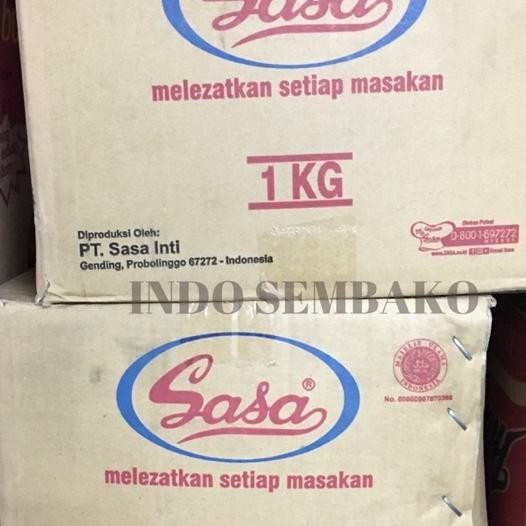 Sasa
melezatkan setiap masakan
1 KG
Diproduksi Oleh:
PT. Sasa Inti
Gending, Probolinggo 67272 - Indonesia
0-800-1-697272
INDO SEMBAKO
Sasa®
MAJELIS ULAMA
INDONESIA
melezatkan setiap masakan